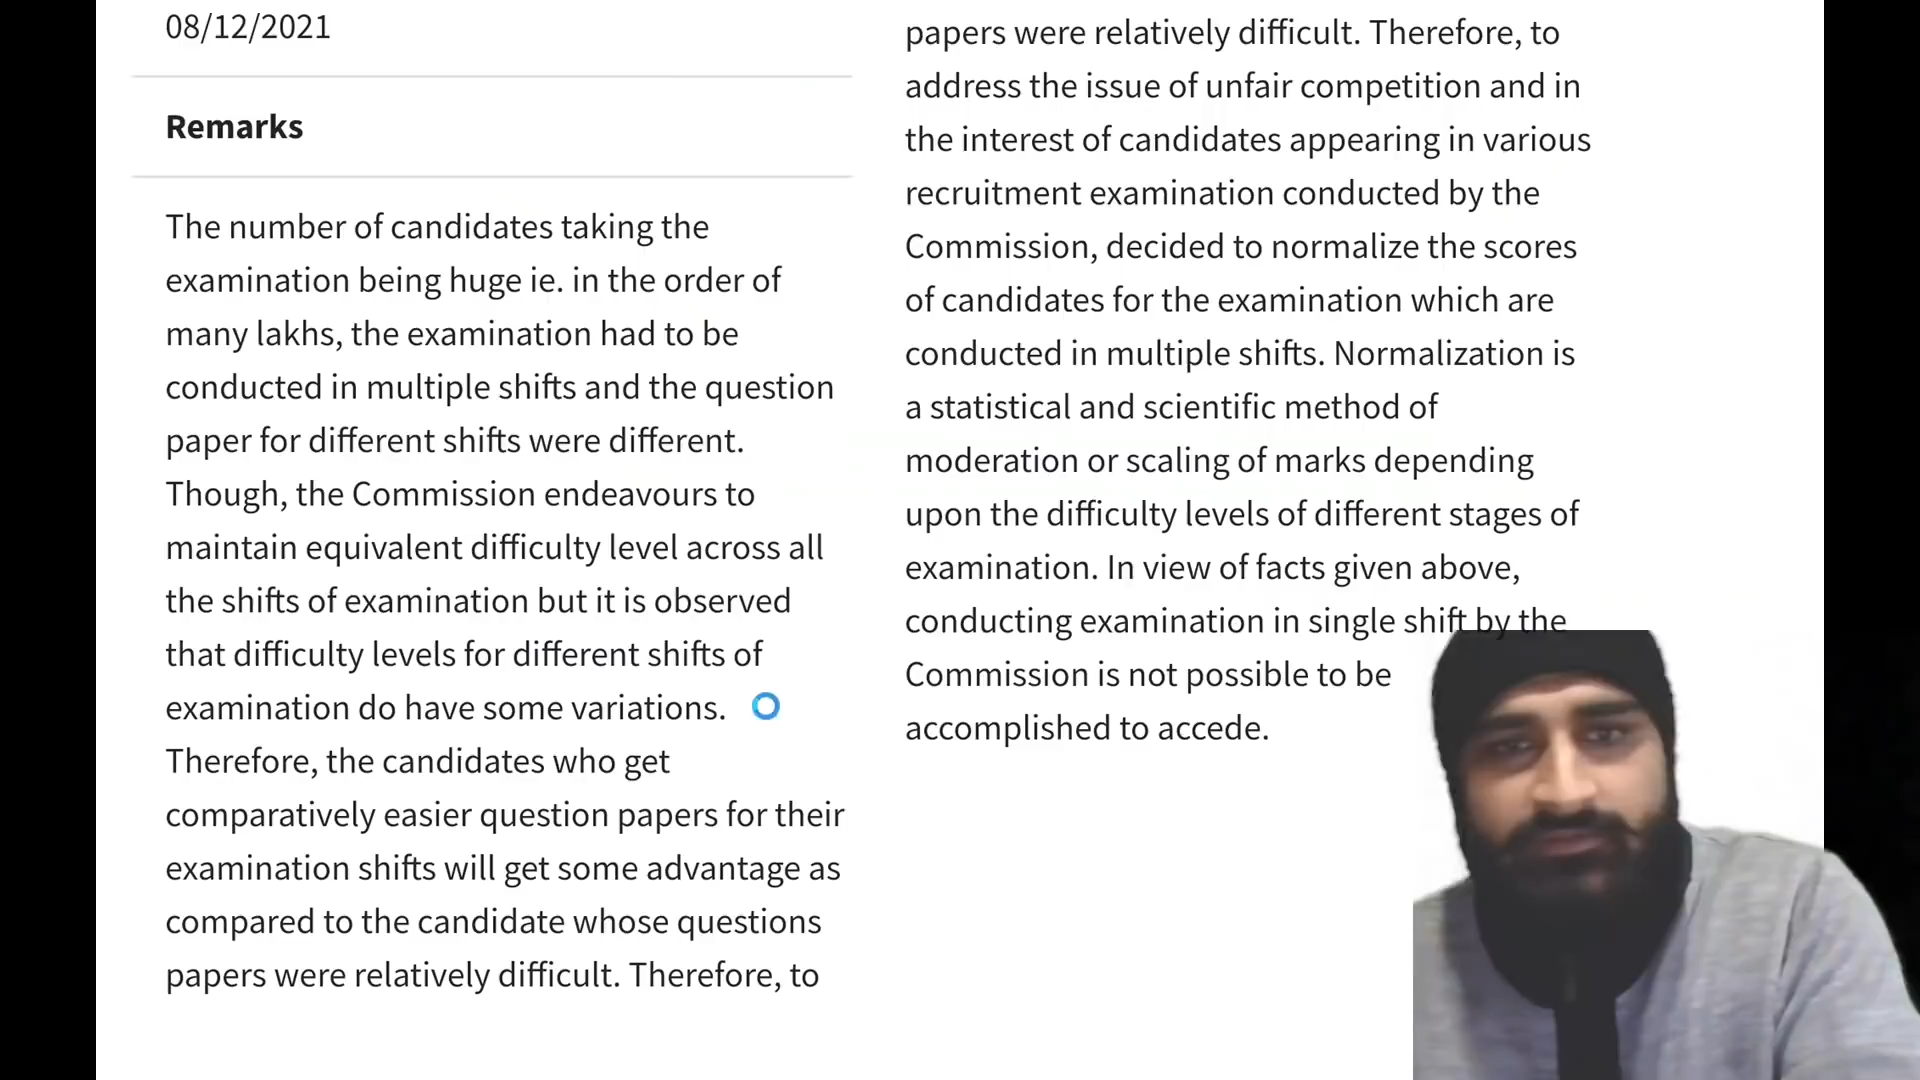 08/12/2021
Remarks
The number of candidates taking the
examination being huge ie. in the order of
many lakhs, the examination had to be
conducted in multiple shifts and the question
paper for different shifts were different.
Though, the Commission endeavours to
maintain equivalent difficulty level across all
the shifts of examination but it is observed
that difficulty levels for different shifts of
examination do have some variations.
Therefore, the candidates who get
comparatively easier question papers for their
examination shifts will get some advantage as
compared to the candidate whose questions
papers were relatively difficult. Therefore, to
papers were relatively difficult. Therefore, to
address the issue of unfair competition and in
the interest of candidates appearing in various
recruitment examination conducted by the
Commission, decided to normalize the scores
of candidates for the examination which are
conducted in multiple shifts. Normalization is
a statistical and scientific method of
moderation or scaling of marks depending
upon the difficulty levels of different stages of
examination. In view of facts given above,
conducting examination in single shift by the
Commission is not possible to be
accomplished to accede.